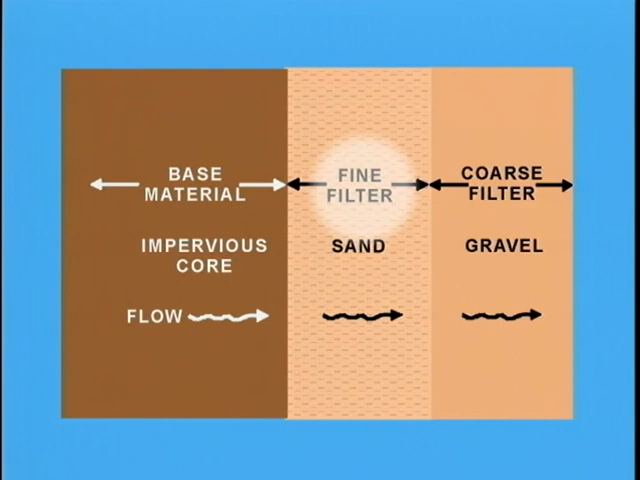 BASE
MATERIAL
IMPERVIOUS
CORE
FLOW
FINE
FILTER
SAND
COARSE
FILTER
GRAVEL